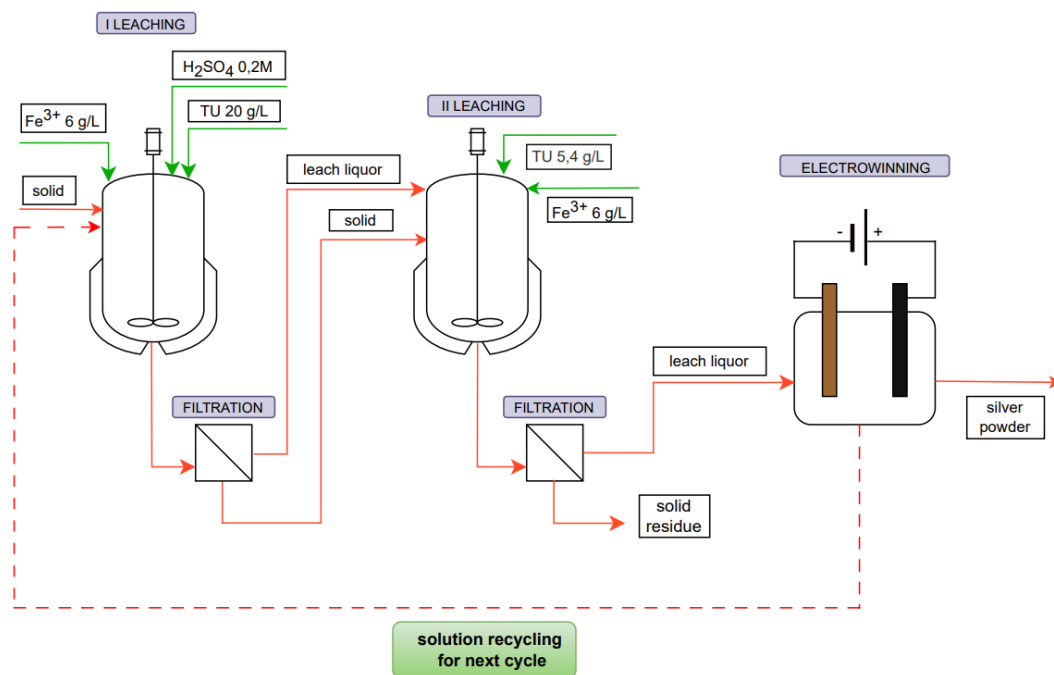 I LEACHING
H₂SO₄ 0,2M
Fe³⁺ 6 g/L
TU 20 g/L
solid
II LEACHING
TU 5,4 g/L
Fe³⁺ 6 g/L
leach liquor
solid
ELECTROWINNING
- +
FILTRATION
FILTRATION
leach liquor
silver
powder
solid
residue
solution recycling
for next cycle